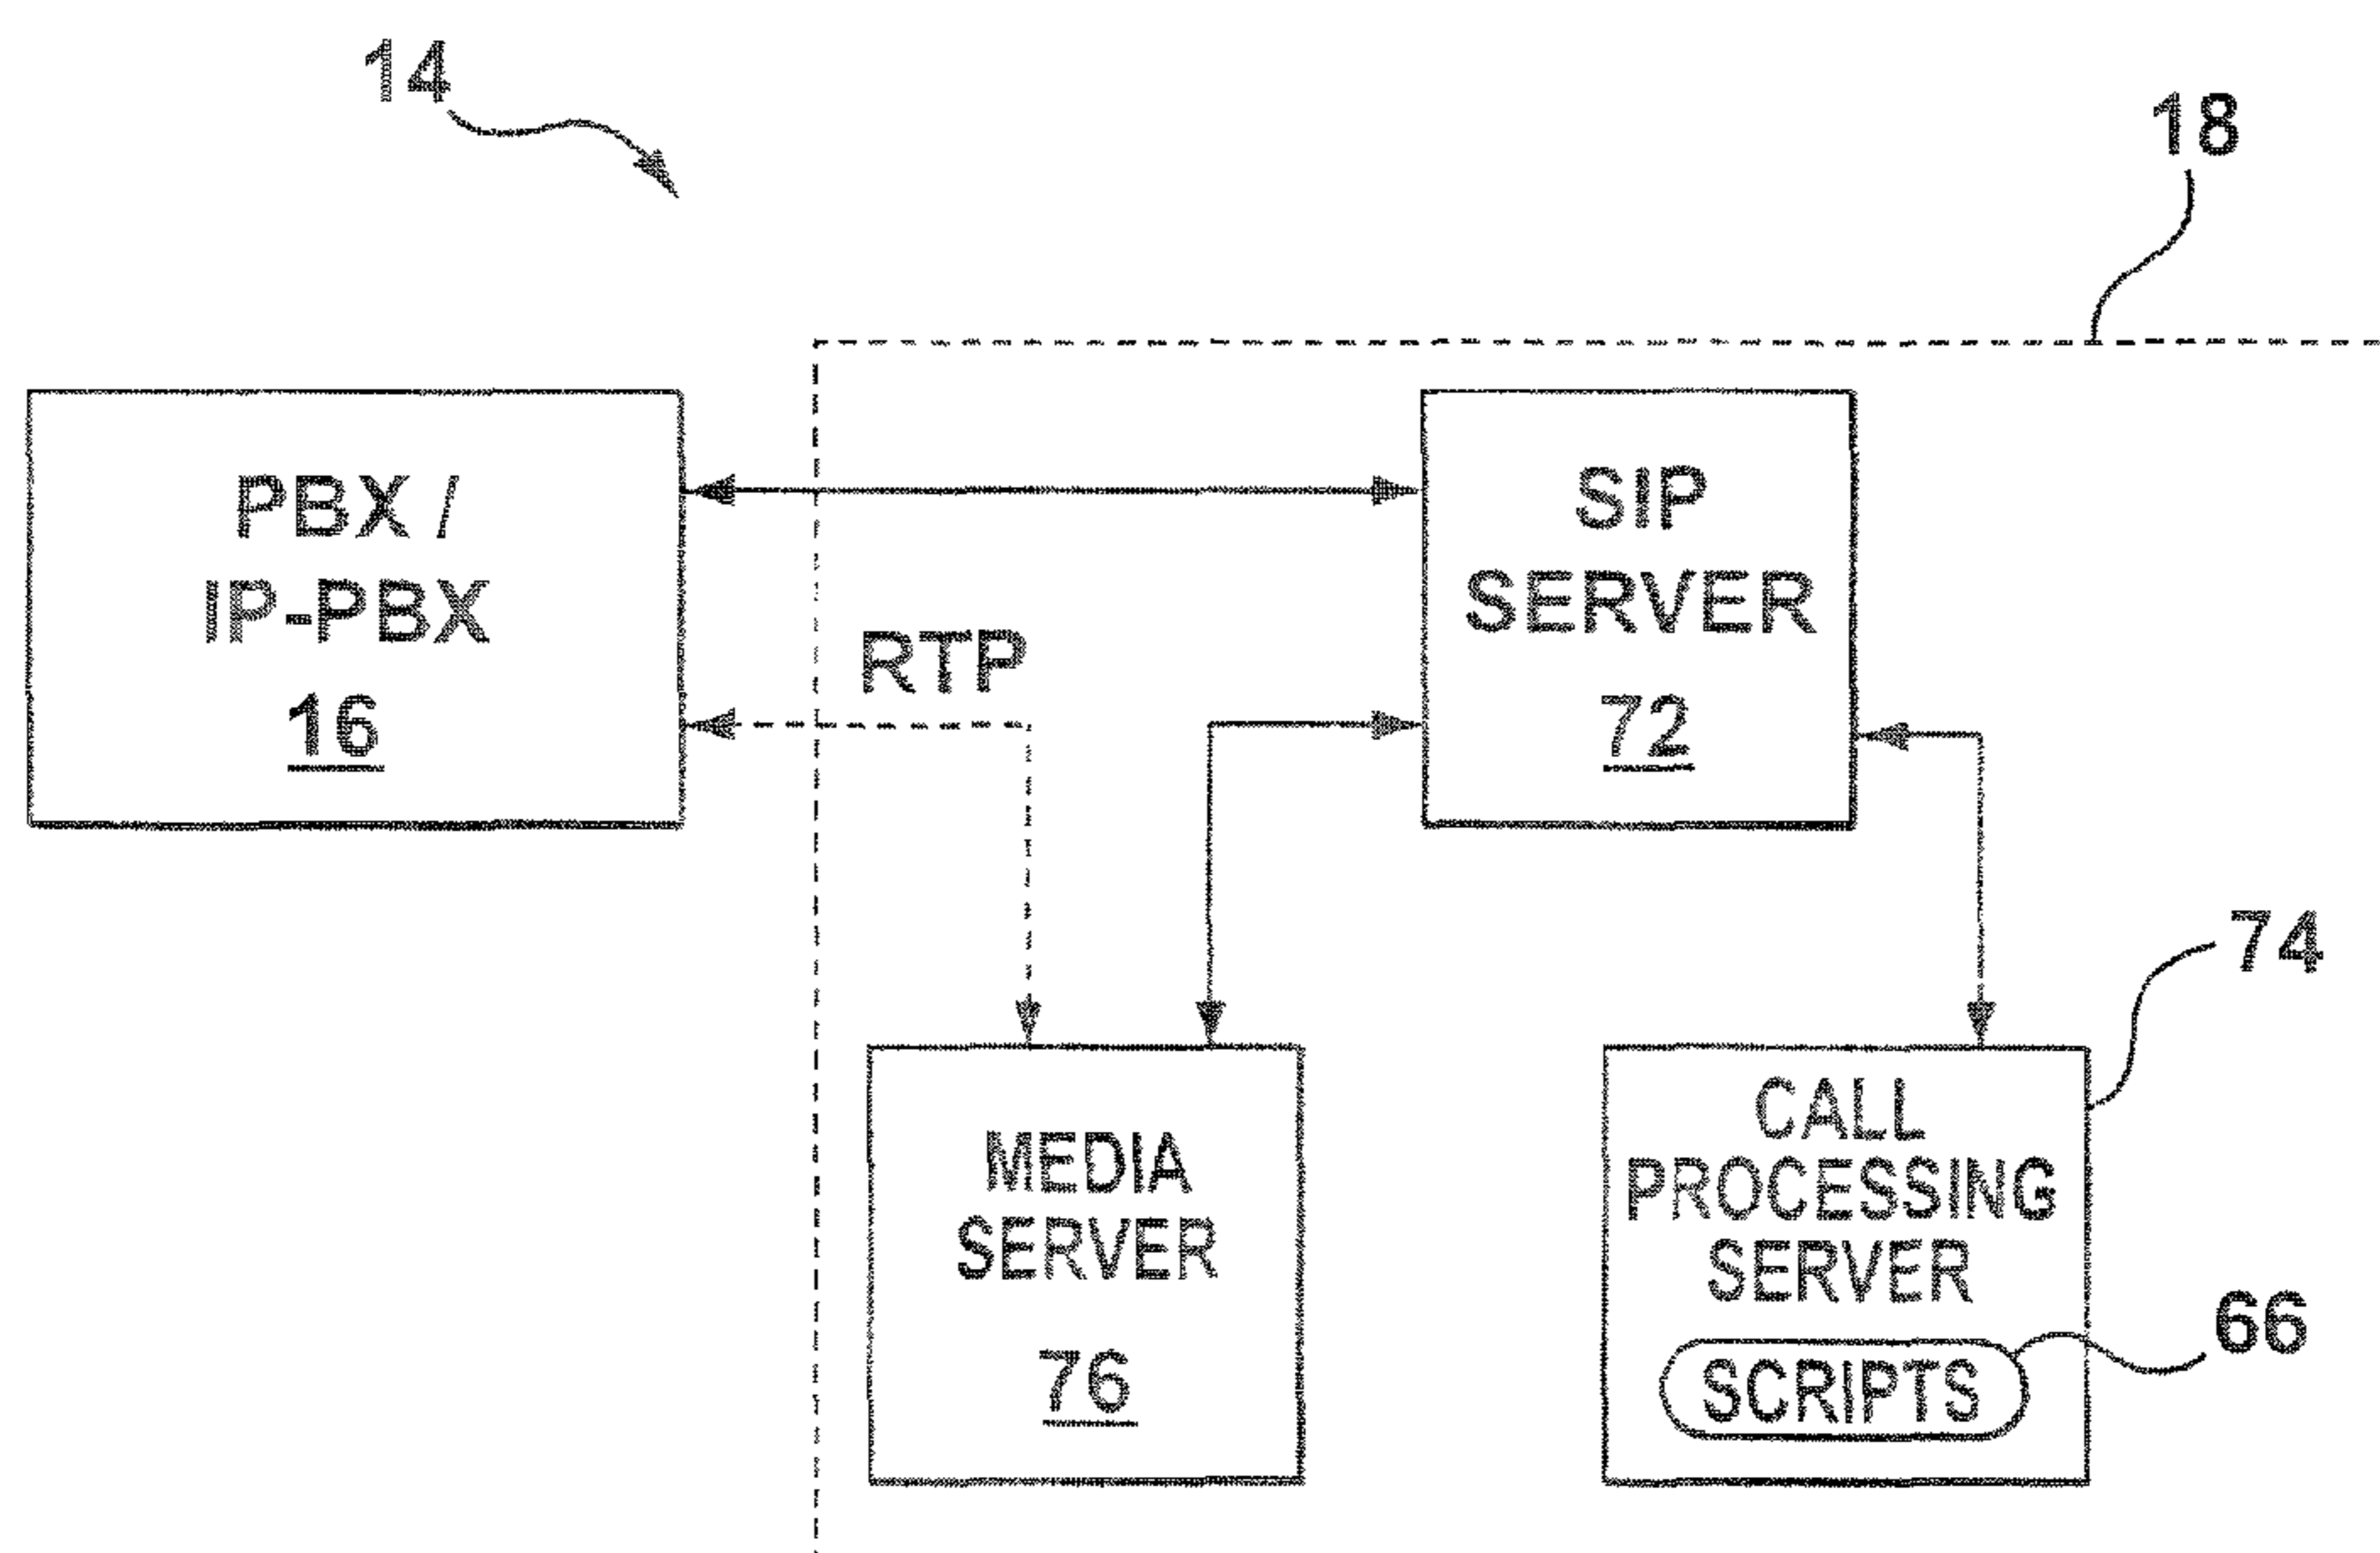 14
18
PBX /
IP-PBX
16
SIP
SERVER
72
RTP
74
MEDIA
SERVER
76
CALL
PROCESSING
SERVER
66
SCRIPTS